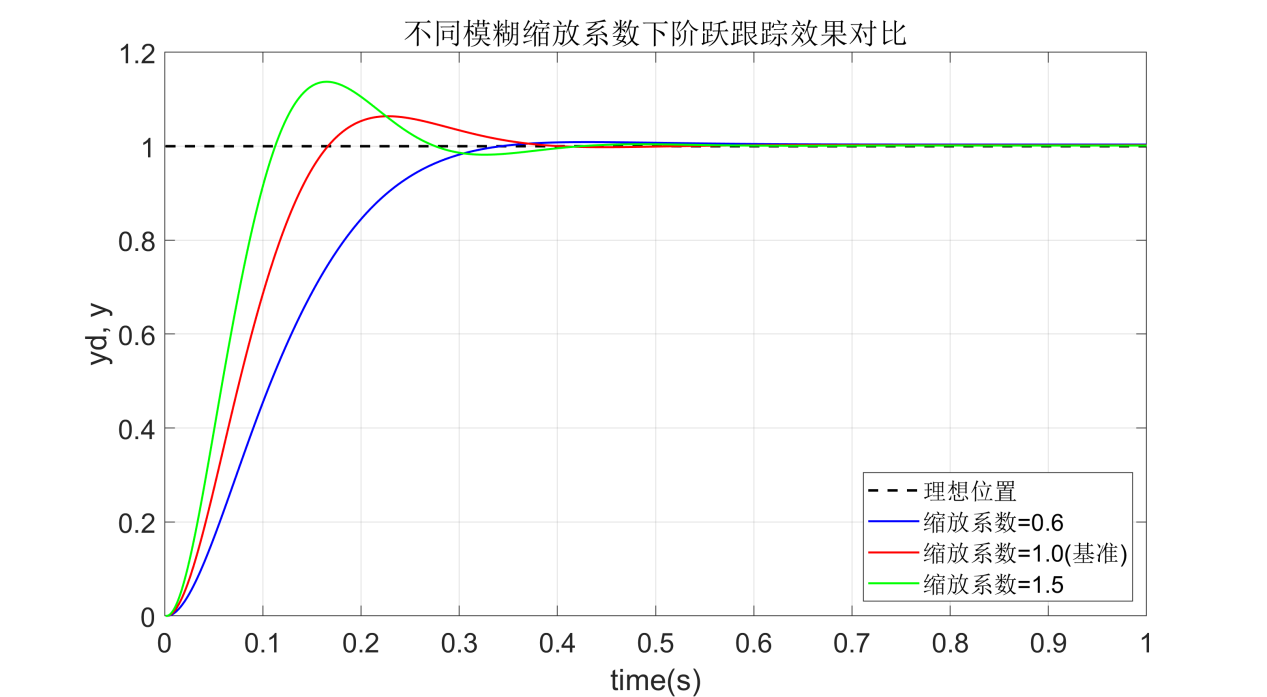 不同模糊缩放系数下阶跃跟踪效果对比
1.2
1
0.8
0.6
0.4
0.2
0
yd, y
0 0.1 0.2 0.3 0.4 0.5 0.6 0.7 0.8 0.9 1
time(s)
理想位置
缩放系数=0.6
缩放系数=1.0(基准)
缩放系数=1.5